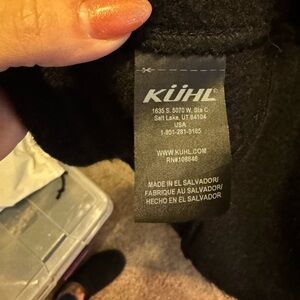 KÜHL
1635 S. 5070 W. Ste C
Salt Lake, UT 84104
USA
1-801-281-3165
WWW.KUHL.COM
RN#108846
MADE IN EL SALVADOR/
FABRIQUE AU SALVADOR/
HECHO EN EL SALVADOR